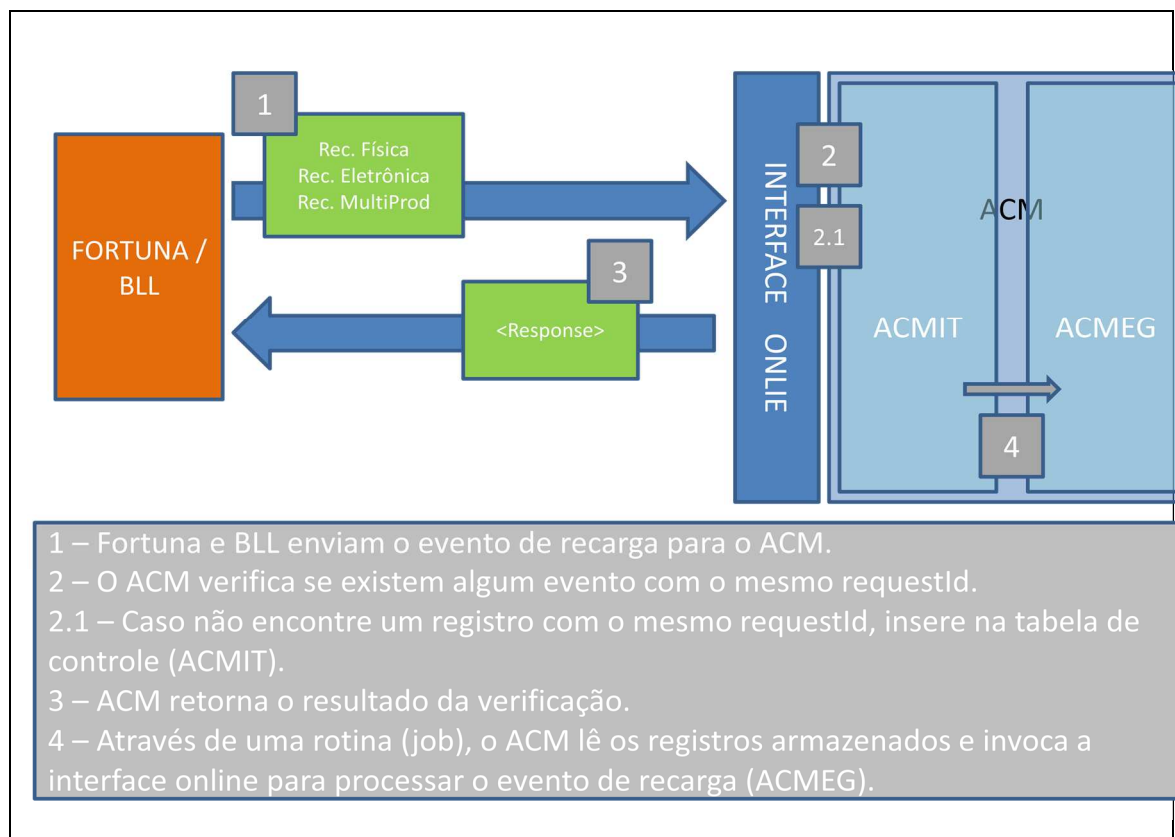 1
Rec. Física
Rec. Eletrônica
Rec. MultiProd
FORTUNA /
BLL
3
<Response>
INTERFACE ONLIE
2
2.1
ACM
ACMIT
ACMEG
4
1 – Fortuna e BLL enviam o evento de recarga para o ACM.
2 – O ACM verifica se existem algum evento com o mesmo requestId.
2.1 – Caso não encontre um registro com o mesmo requestId, insere na tabela de
controle (ACMIT).
3 – ACM retorna o resultado da verificação.
4 – Através de uma rotina (job), o ACM lê os registros armazenados e invoca a
interface online para processar o evento de recarga (ACMEG).